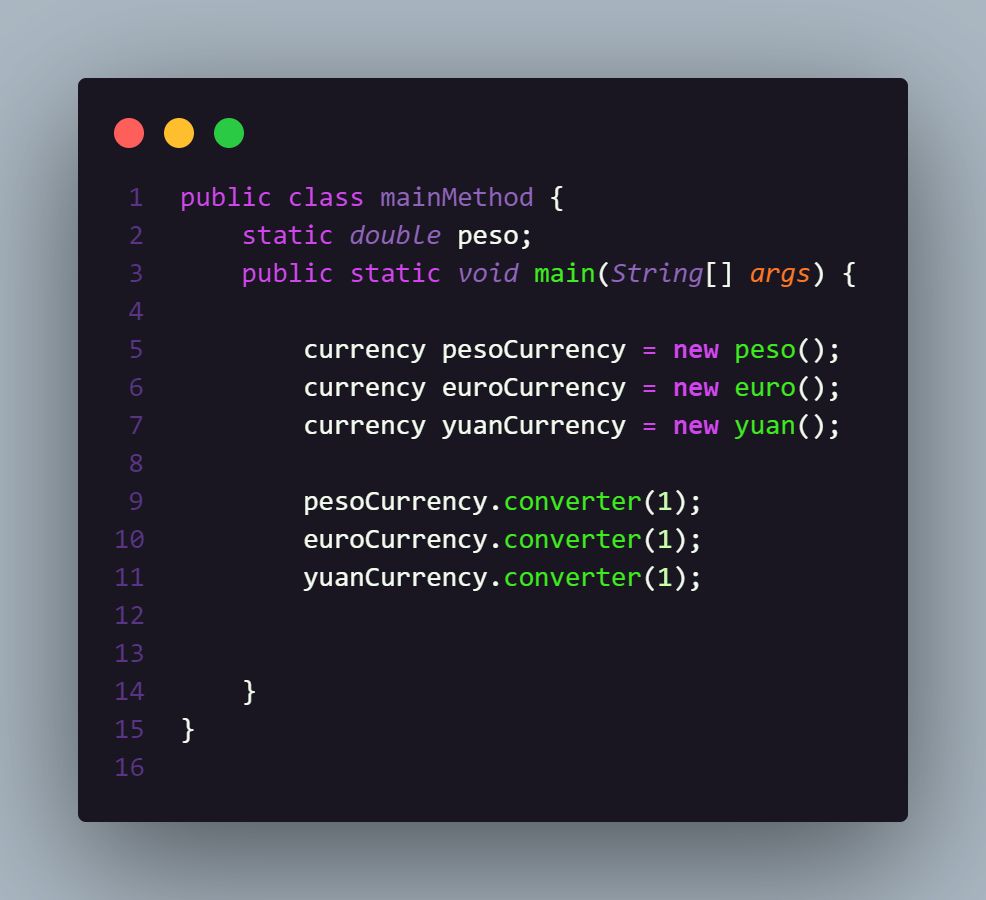 1 public class mainMethod {
2     static double peso;
3     public static void main(String[] args) {
4
5         currency pesoCurrency = new peso();
6         currency euroCurrency = new euro();
7         currency yuanCurrency = new yuan();
8
9         pesoCurrency.converter(1);
10         euroCurrency.converter(1);
11         yuanCurrency.converter(1);
12
13
14     }
15 }
16